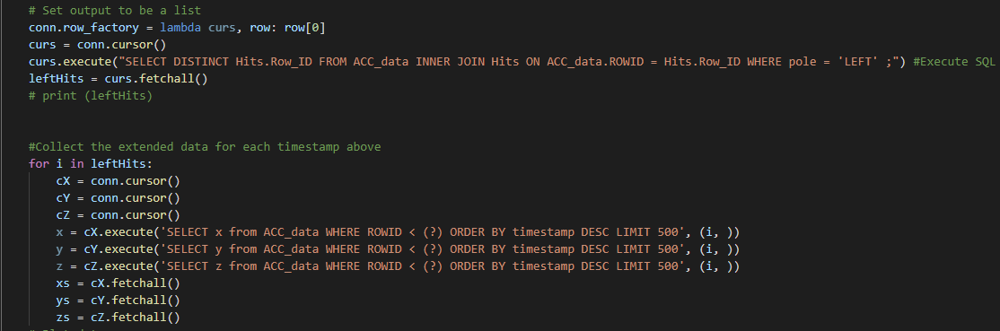 # Set output to be a list
conn.row_factory = lambda curs, row: row[0]
curs = conn.cursor()
curs.execute("SELECT DISTINCT Hits.Row_ID FROM ACC_data INNER JOIN Hits ON ACC_data.ROWID = Hits.Row_ID WHERE pole = 'LEFT' ;") #Execute SQL
leftHits = curs.fetchall()
# print (leftHits)
#Collect the extended data for each timestamp above
for i in leftHits:
cX = conn.cursor()
cY = conn.cursor()
cZ = conn.cursor()
x = cX.execute('SELECT x from ACC_data WHERE ROWID < (?) ORDER BY timestamp DESC LIMIT 500', (i, ))
y = cY.execute('SELECT y from ACC_data WHERE ROWID < (?) ORDER BY timestamp DESC LIMIT 500', (i, ))
z = cZ.execute('SELECT z from ACC_data WHERE ROWID < (?) ORDER BY timestamp DESC LIMIT 500', (i, ))
xs = cX.fetchall()
ys = cY.fetchall()
zs = cZ.fetchall()